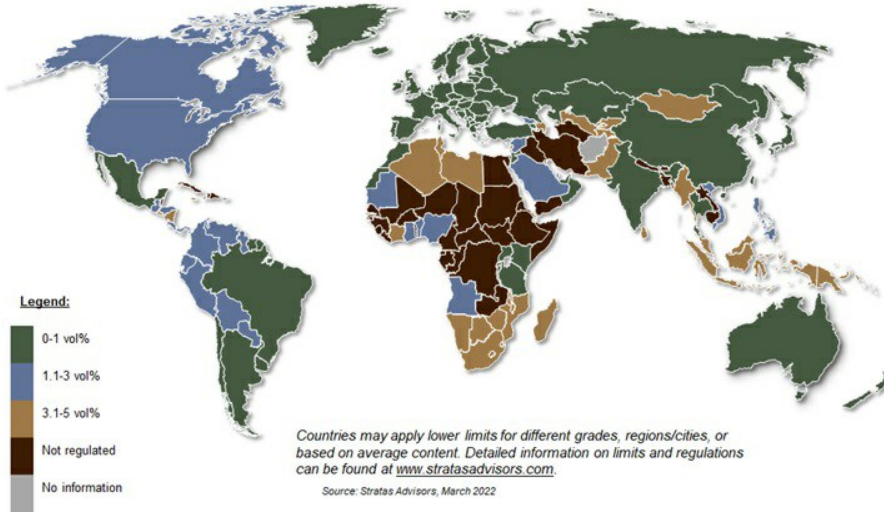 Legend:
0-1 vol%
1.1-3 vol%
3.1-5 vol%
Not regulated
No information
Countries may apply lower limits for different grades, regions/cities, or
based on average content. Detailed information on limits and regulations
can be found at www.stratasadvisors.com.
Source: Stratas Advisors, March 2022